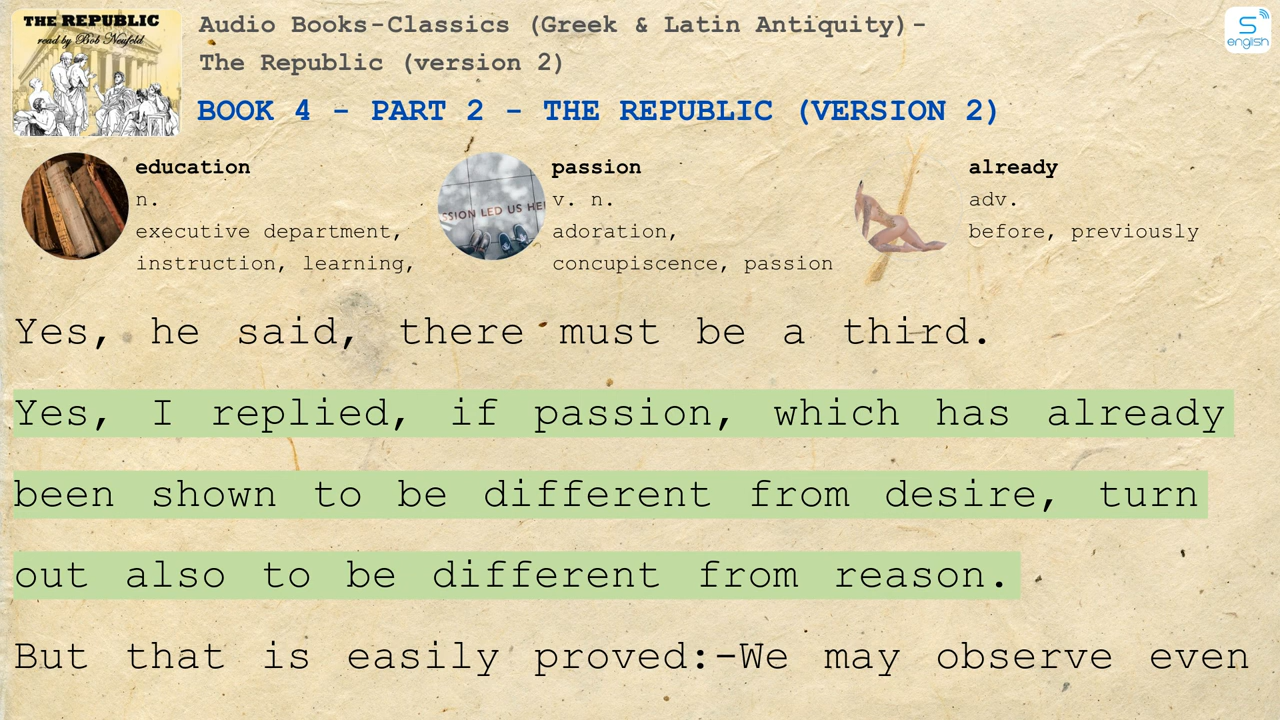 THE REPUBLIC
read by Bob Neufeld
Audio Books-Classics (Greek & Latin Antiquity)-
The Republic (version 2)
BOOK 4 - PART 2 - THE REPUBLIC (VERSION 2)
S
english
education
n.
executive department,
instruction, learning,
SSION LED US HE
passion
v. n.
adoration,
concupiscence, passion
already
adv.
before, previously
Yes, he said, there must be a third.
Yes, I replied, if passion, which has already
been shown to be different from desire, turn
out also to be different from reason.
But that is easily proved:-We may observe even